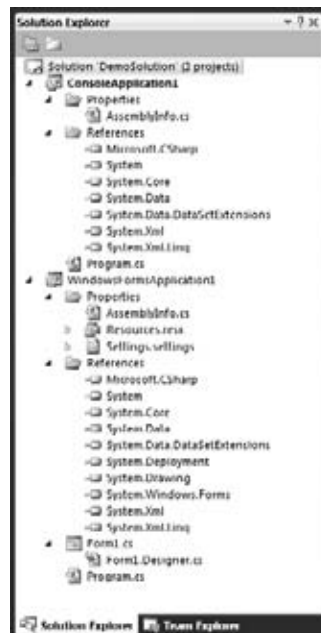 Solution Explorer
Solution 'DemoSolution' (2 projects)
ConsoleApplication1
Properties
AssemblyInfo.cs
References
Microsoft.CSharp
System
System.Core
System.Data
System.Data.DataSetExtensions
System.Xml
System.Xml.Linq
Program.cs
WindowsFormsApplication1
Properties
AssemblyInfo.cs
Resources.resx
Settings.settings
References
Microsoft.CSharp
System
System.Core
System.Data
System.Data.DataSetExtensions
System.Deployment
System.Drawing
System.Windows.Forms
System.Xml
System.Xml.Linq
Form1.cs
Form1.Designer.cs
Program.cs
Solution Explorer Team Explorer